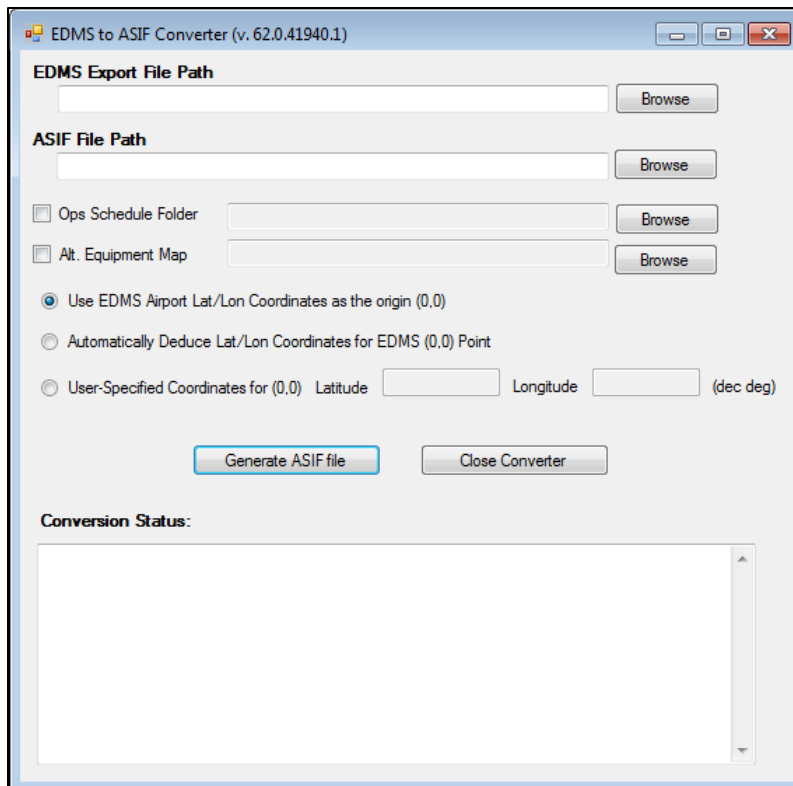 EDMS to ASIF Converter (v. 62.0.41940.1)
EDMS Export File Path
Browse
ASIF File Path
Browse
Ops Schedule Folder Browse
Alt. Equipment Map Browse
Use EDMS Airport Lat/Lon Coordinates as the origin (0,0)
Automatically Deduce Lat/Lon Coordinates for EDMS (0,0) Point
User-Specified Coordinates for (0,0) Latitude Longitude (dec deg)
Generate ASIF file Close Converter
Conversion Status: